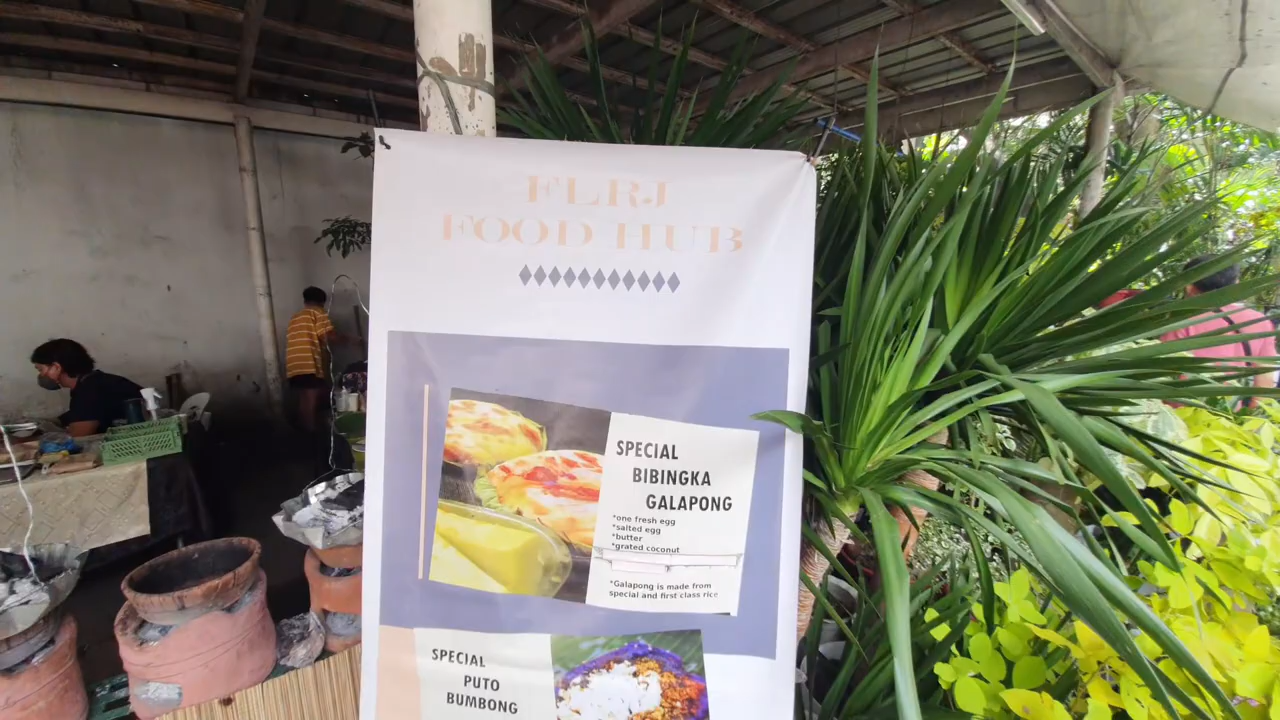 FLRJ
FOOD HUB
SPECIAL
BIBINGKA
GALAPONG
*one fresh egg
*salted egg
*butter
*grated coconut
*Galapong is made from
special and first class rice
SPECIAL
PUTO
BUMBONG